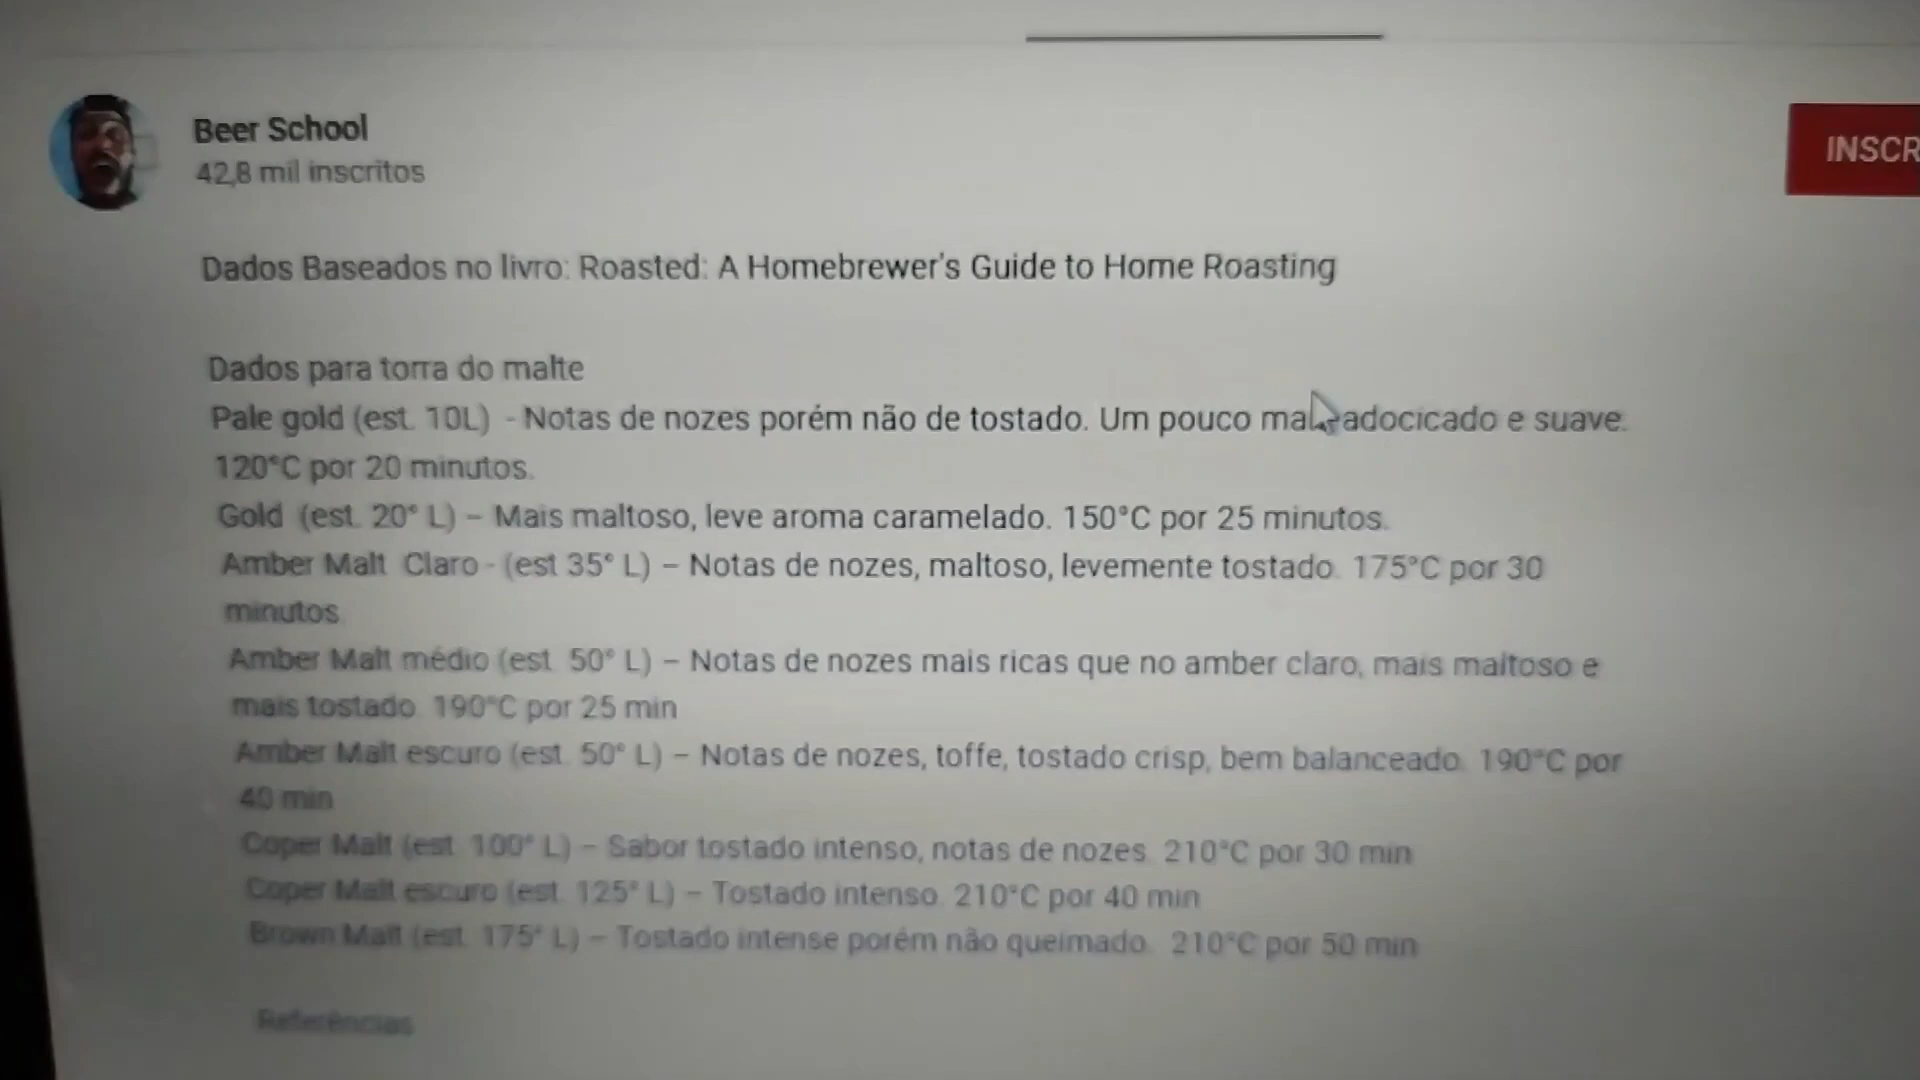 Beer School
42,8 mil inscritos
INSCR
Dados Baseados no livro: Roasted: A Homebrewer's Guide to Home Roasting
Dados para torra do malte
Pale gold (est. 10L) - Notas de nozes porém não de tostado. Um pouco mais adocicado e suave.
120°C por 20 minutos.
Gold (est. 20° L) – Mais maltoso, leve aroma caramelado. 150°C por 25 minutos.
Amber Malt Claro - (est 35° L) – Notas de nozes, maltoso, levemente tostado. 175°C por 30
minutos.
Amber Malt médio (est. 50° L) – Notas de nozes mais ricas que no amber claro, mais maltoso e
mais tostado. 190°C por 25 min
Amber Malt escuro (est. 50° L) – Notas de nozes, toffe, tostado crisp, bem balanceado. 190°C por
40 min
Coper Malt (est. 100° L) – Sabor tostado intenso, notas de nozes. 210°C por 30 min
Coper Malt escuro (est. 125° L) – Tostado intenso. 210°C por 40 min
Brown Malt (est. 175° L) – Tostado intense porém não queimado. 210°C por 50 min
Referências